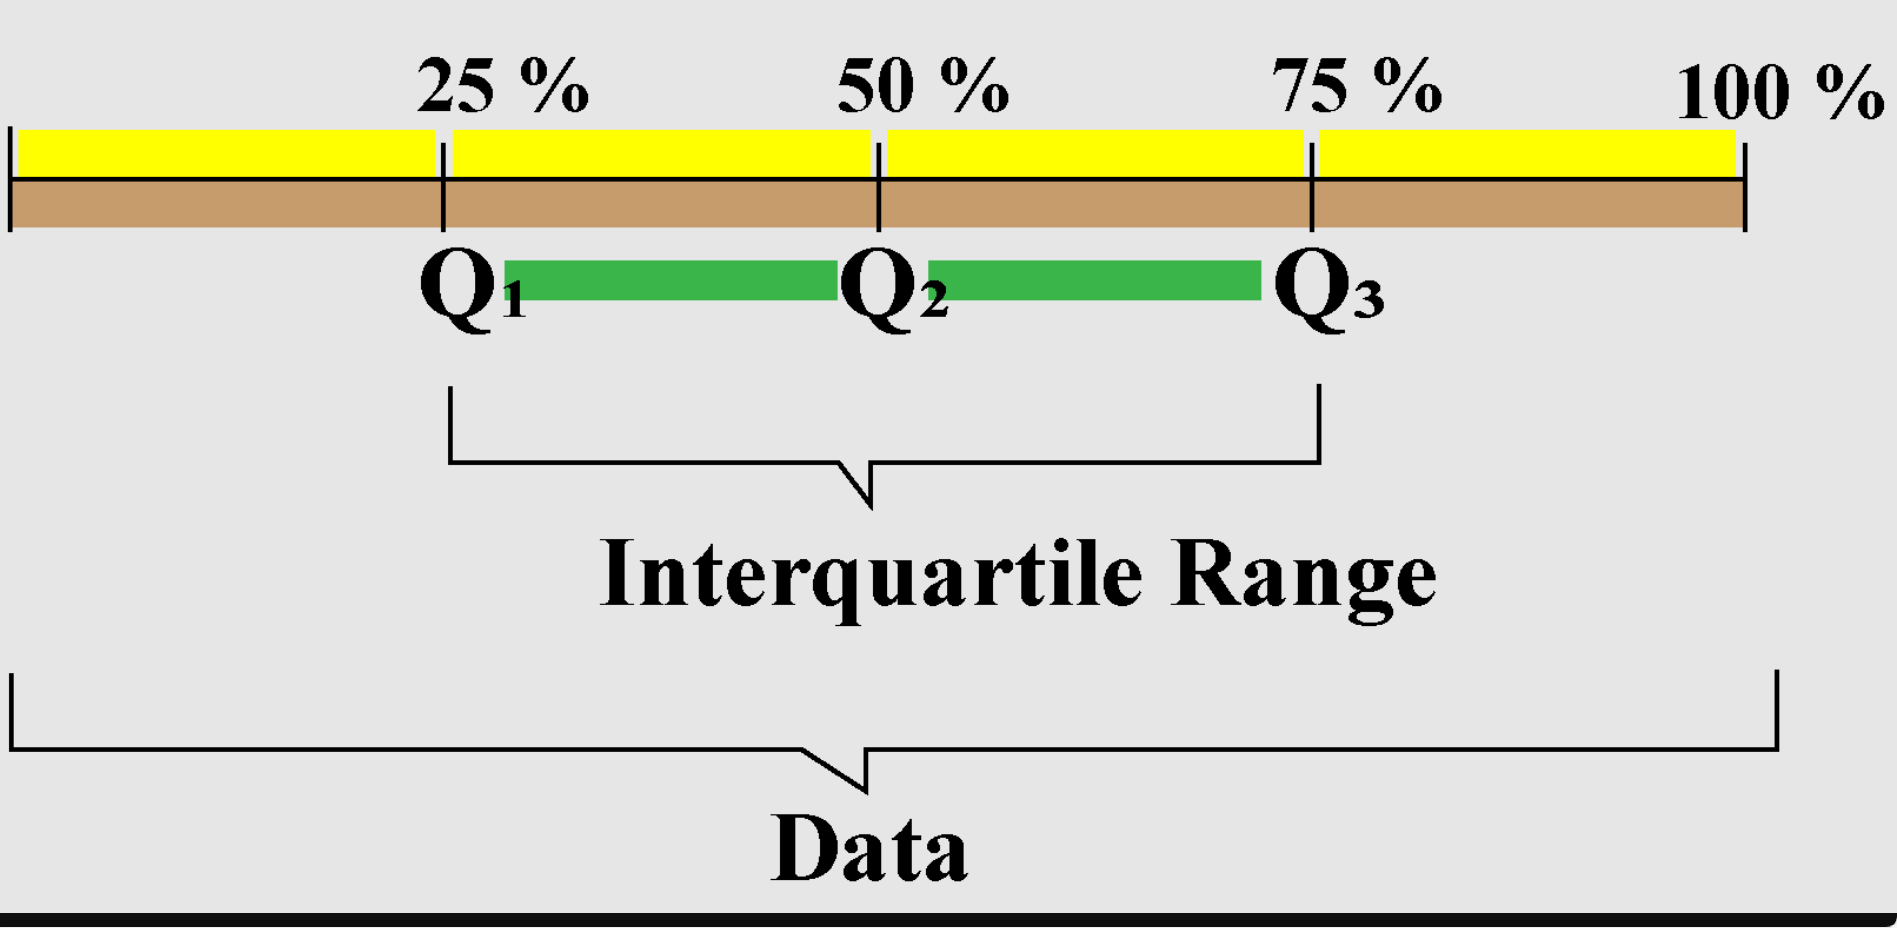 25 % 50 % 75 % 100 %
Q₁ Q₂ Q₃
Interquartile Range
Data